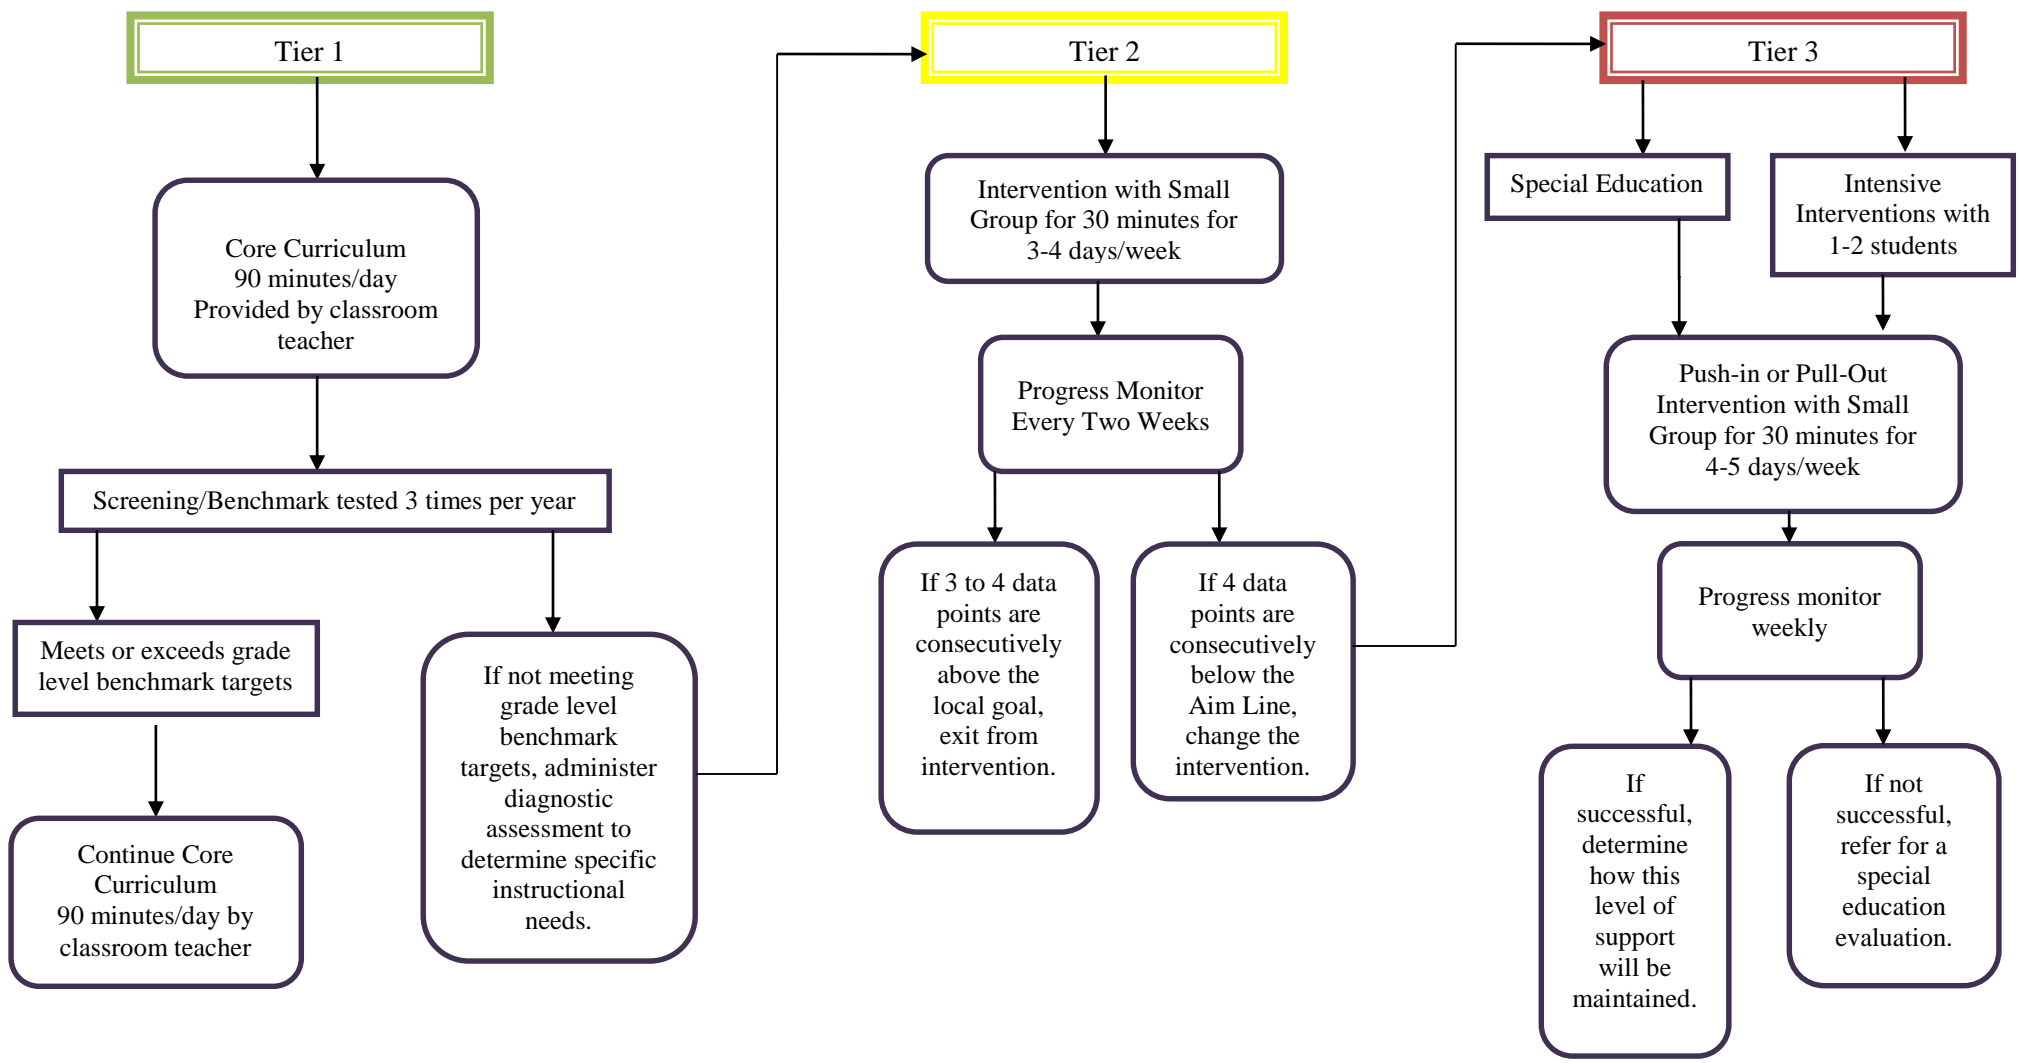 Tier 1
Core Curriculum
90 minutes/day
Provided by classroom
teacher
Screening/Benchmark tested 3 times per year
Meets or exceeds grade
level benchmark targets
Continue Core
Curriculum
90 minutes/day by
classroom teacher
If not meeting
grade level
benchmark
targets, administer
diagnostic
assessment to
determine specific
instructional
needs.
Tier 2
Intervention with Small
Group for 30 minutes for
3-4 days/week
Progress Monitor
Every Two Weeks
If 3 to 4 data
points are
consecutively
above the
local goal,
exit from
intervention.
If 4 data
points are
consecutively
below the
Aim Line,
change the
intervention.
Tier 3
Special Education
Intensive
Interventions with
1-2 students
Push-in or Pull-Out
Intervention with Small
Group for 30 minutes for
4-5 days/week
Progress monitor
weekly
If
successful,
determine
how this
level of
support
will be
maintained.
If not
successful,
refer for a
special
education
evaluation.